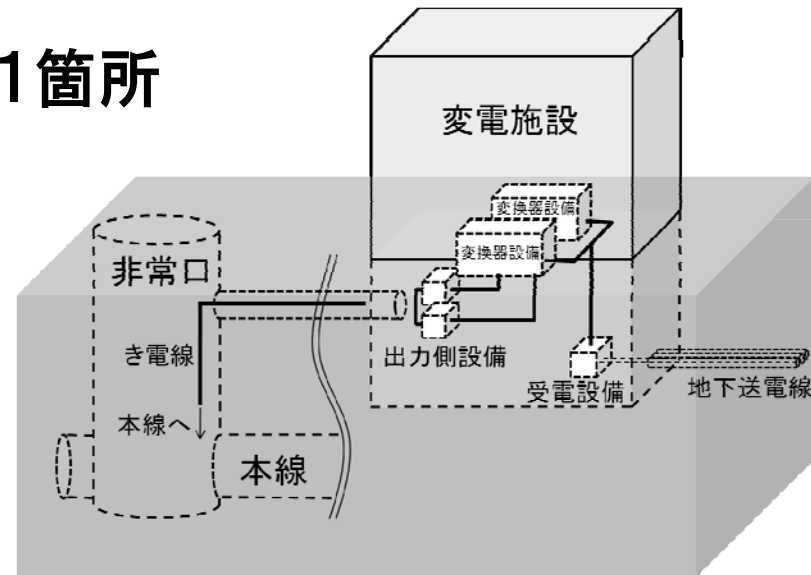 1箇所
変電施設
変換器設備
変換器設備
非常口
き電線
出力側設備
受電設備
地下送電線
本線へ
本線